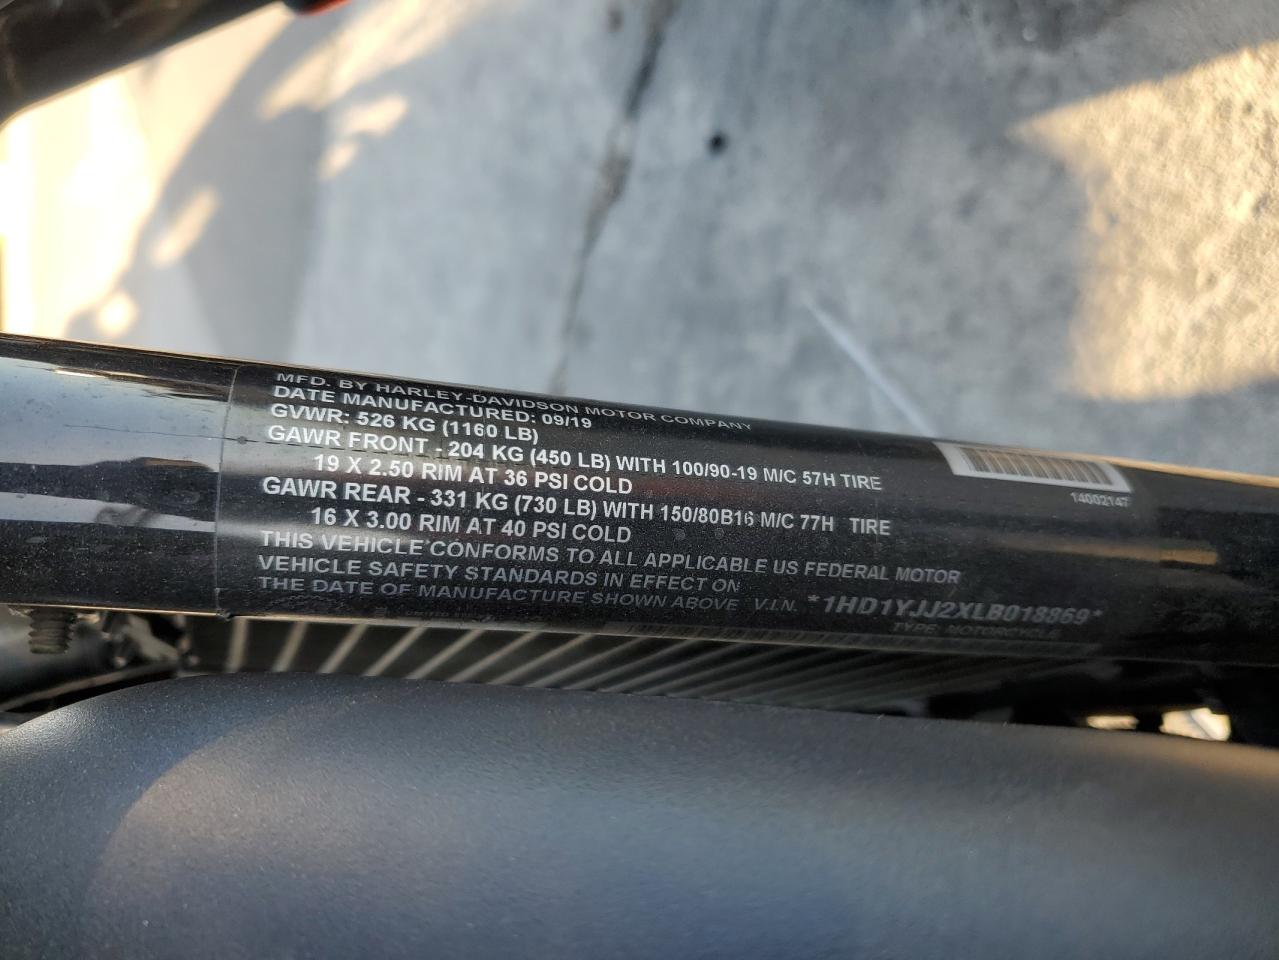 MFD. BY HARLEY-DAVIDSON MOTOR COMPANY
DATE MANUFACTURED: 09/19
GVWR: 526 KG (1160 LB)
GAWR FRONT - 204 KG (450 LB) WITH 100/90-19 M/C 57H TIRE
19 X 2.50 RIM AT 36 PSI COLD
GAWR REAR - 331 KG (730 LB) WITH 150/80B16 M/C 77H TIRE
16 X 3.00 RIM AT 40 PSI COLD
THIS VEHICLE CONFORMS TO ALL APPLICABLE US FEDERAL MOTOR
VEHICLE SAFETY STANDARDS IN EFFECT ON
THE DATE OF MANUFACTURE SHOWN ABOVE V.I.N. *1HD1YJJ2XLB018869*
TYPE: MOTORCYCLE
14002147